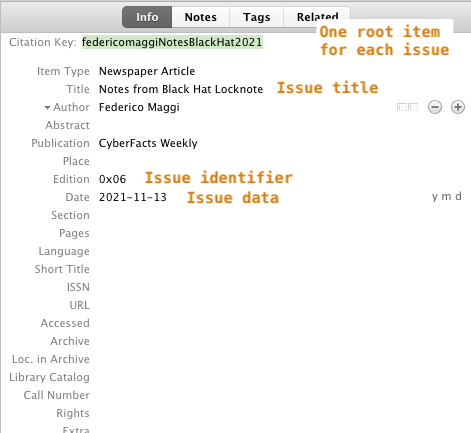 Info Notes Tags Related
One root item
for each issue
Citation Key: federicomaggiNotesBlackHat2021
Item Type Newspaper Article
Title Notes from Black Hat Locknote Issue title
Author Federico Maggi
Abstract
Publication CyberFacts Weekly
Place
Edition 0x06 Issue identifier
Date 2021-11-13 Issue data y m d
Section
Pages
Language
Short Title
ISSN
URL
Accessed
Archive
Loc. in Archive
Library Catalog
Call Number
Rights
Extra